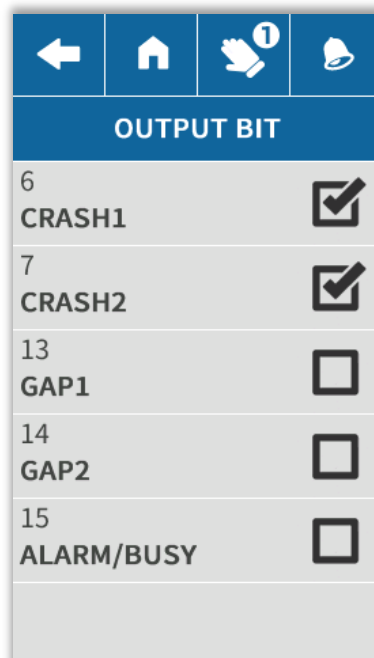 1
OUTPUT BIT
6
CRASH1
7
CRASH2
13
GAP1
14
GAP2
15
ALARM/BUSY